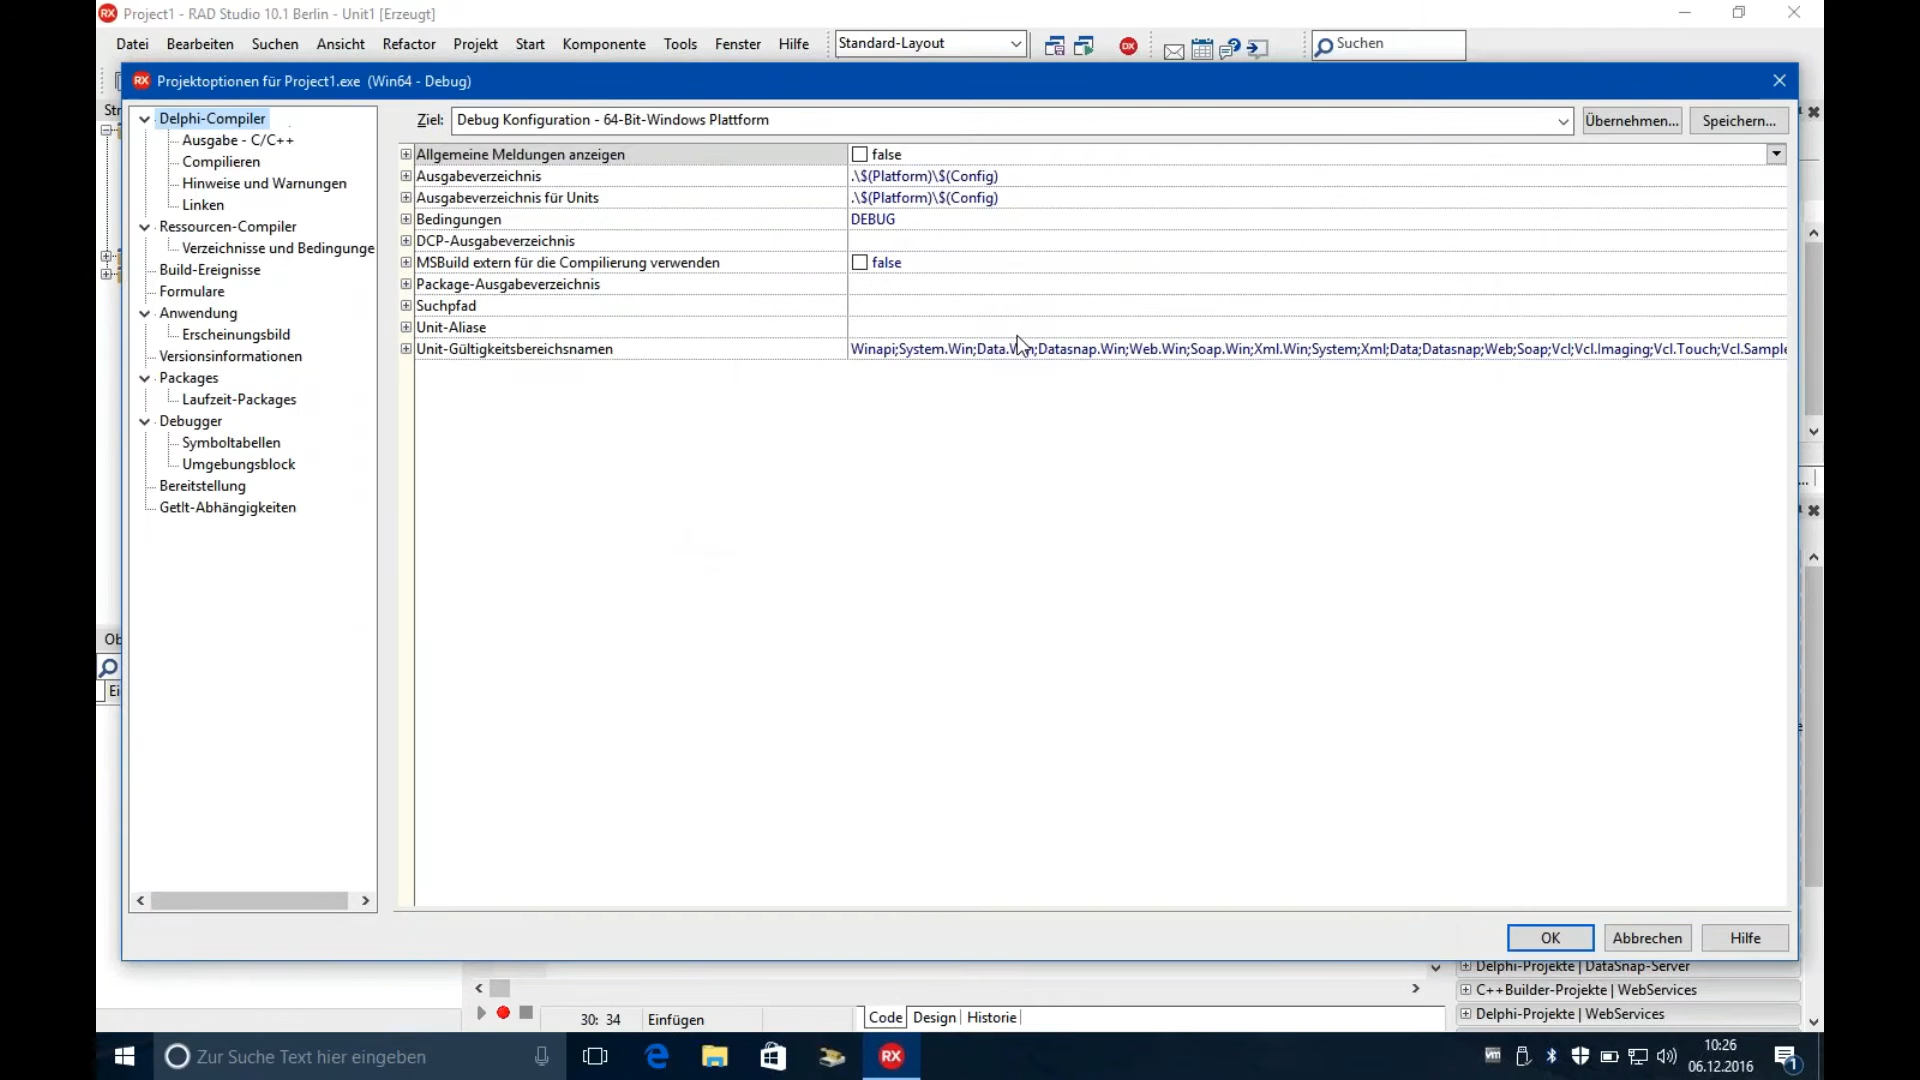 Project1 - RAD Studio 10.1 Berlin - Unit1 [Erzeugt]
Datei Bearbeiten Suchen Ansicht Refactor Projekt Start Komponente Tools Fenster Hilfe Standard-Layout Suchen
Projektoptionen für Project1.exe (Win64 - Debug)
Str
Delphi-Compiler
Ausgabe - C/C++
Compilieren
Hinweise und Warnungen
Linken
Ressourcen-Compiler
Verzeichnisse und Bedingunge
Build-Ereignisse
Formulare
Anwendung
Erscheinungsbild
Versionsinformationen
Packages
Laufzeit-Packages
Debugger
Symboltabellen
Umgebungsblock
Bereitstellung
GetIt-Abhängigkeiten
Ziel: Debug Konfiguration - 64-Bit-Windows Plattform Übernehmen... Speichern...
Allgemeine Meldungen anzeigen false
Ausgabeverzeichnis .\$(Platform)\$(Config)
Ausgabeverzeichnis für Units .\$(Platform)\$(Config)
Bedingungen DEBUG
DCP-Ausgabeverzeichnis
MSBuild extern für die Compilierung verwenden false
Package-Ausgabeverzeichnis
Suchpfad
Unit-Aliase
Unit-Gültigkeitsbereichsnamen Winapi;System.Win;Data.Win;Datasnap.Win;Web.Win;Soap.Win;Xml.Win;System;Xml;Data;Datasnap;Web;Soap;Vcl;Vcl.Imaging;Vcl.Touch;Vcl.Sample
Ob
Ei
OK Abbrechen Hilfe
Delphi-Projekte | DataSnap-Server
C++Builder-Projekte | WebServices
Delphi-Projekte | WebServices
30: 34 Einfügen Code Design Historie
Zur Suche Text hier eingeben
10:26
06.12.2016